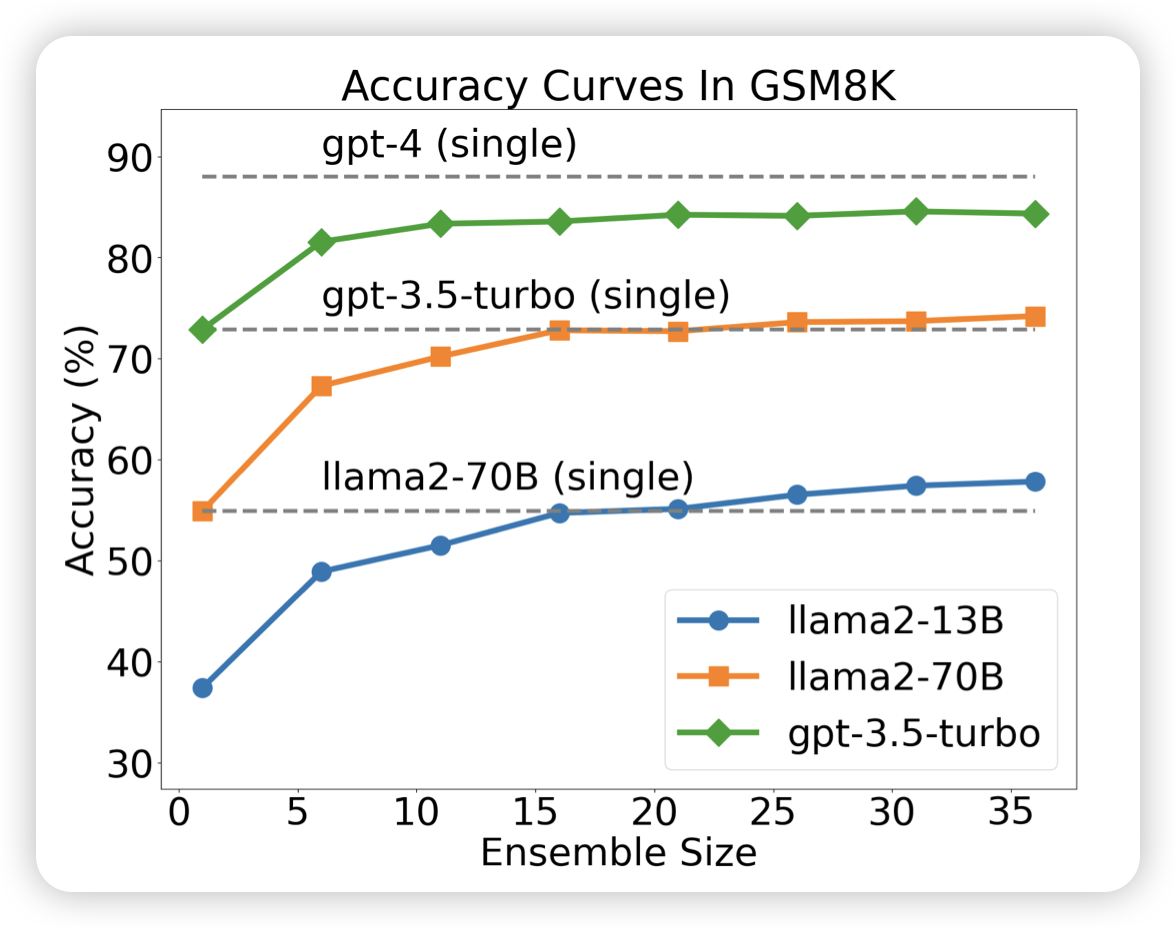 Accuracy Curves In GSM8K
gpt-4 (single)
gpt-3.5-turbo (single)
llama2-70B (single)
Accuracy (%)
90
80
70
60
50
40
30
llama2-13B
llama2-70B
gpt-3.5-turbo
0 5 10 15 20 25 30 35
Ensemble Size